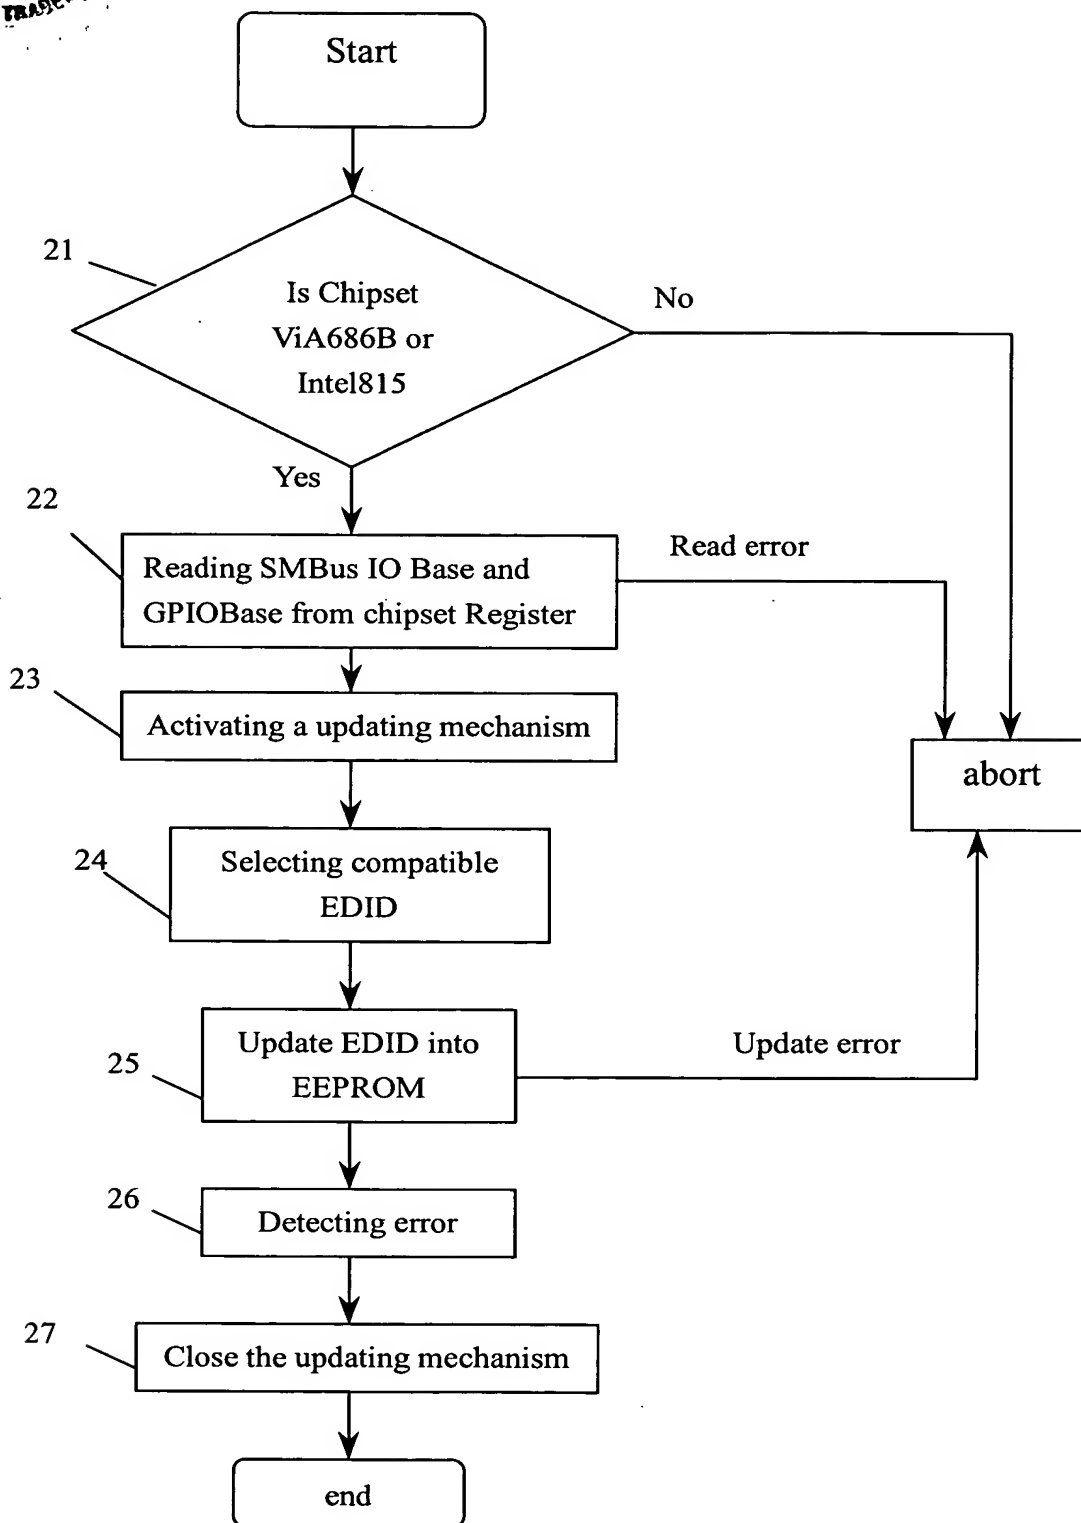 Start
21
Is Chipset
ViA686B or
Intel815
No
Yes
22
Reading SMBus IO Base and
GPIOBase from chipset Register
Read error
23
Activating a updating mechanism
abort
24
Selecting compatible
EDID
25
Update EDID into
EEPROM
Update error
26
Detecting error
27
Close the updating mechanism
end